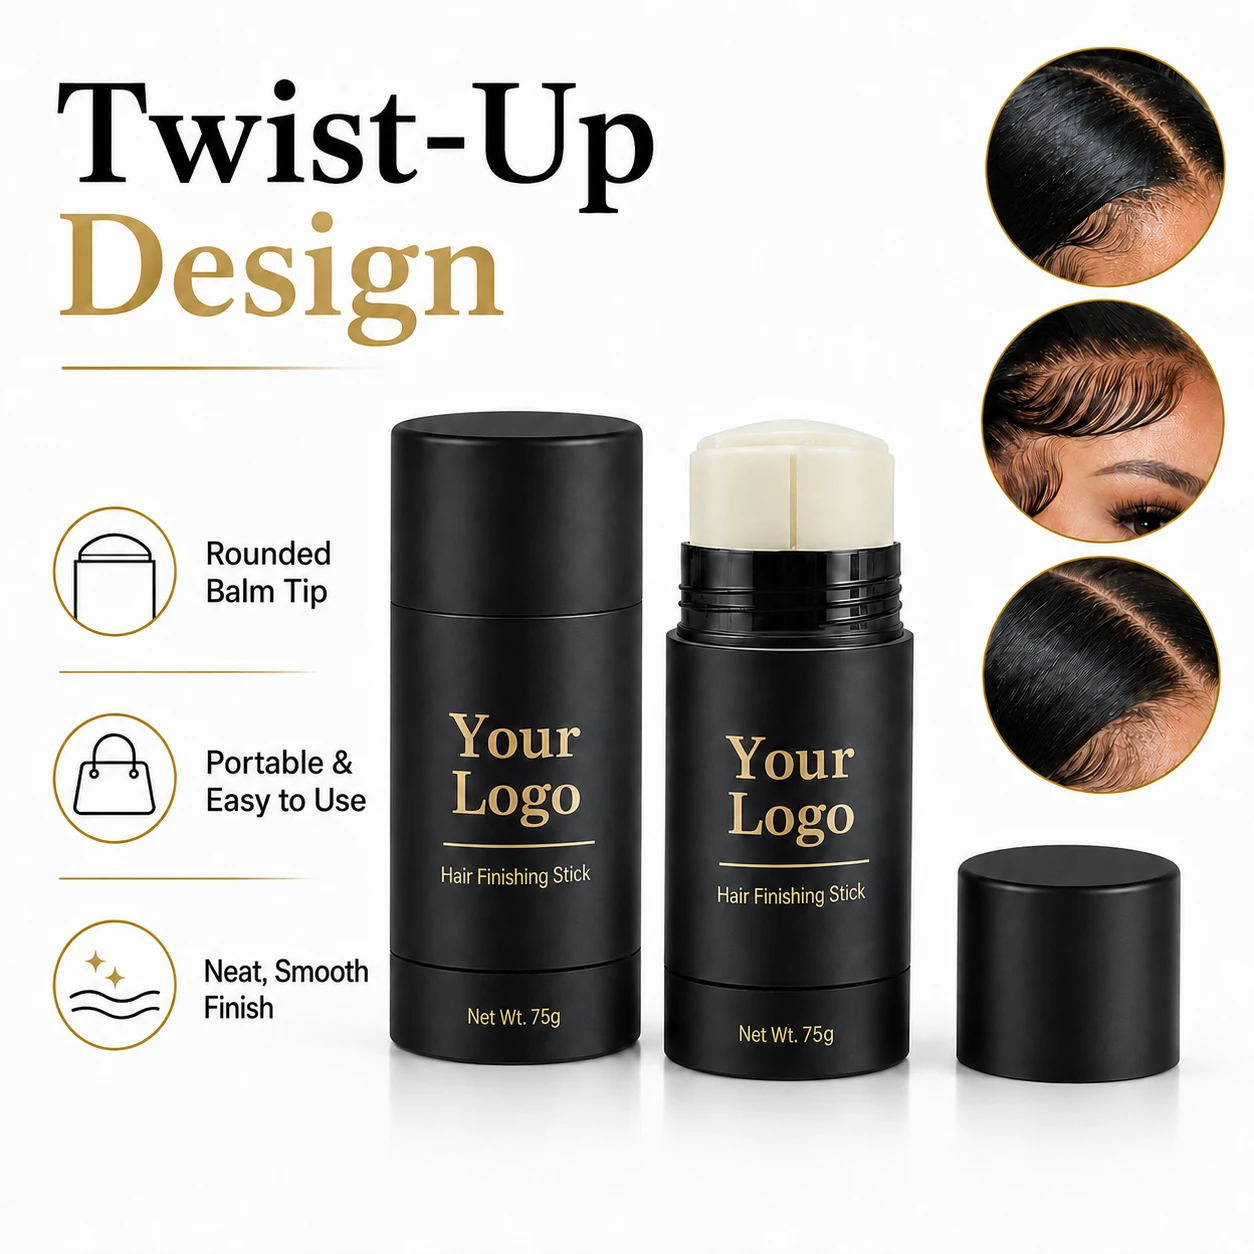 Twist-Up
Design
Rounded
Balm Tip
Portable &
Easy to Use
Neat, Smooth
Finish
Your
Logo
Hair Finishing Stick
Net Wt. 75g
Your
Logo
Hair Finishing Stick
Net Wt. 75g